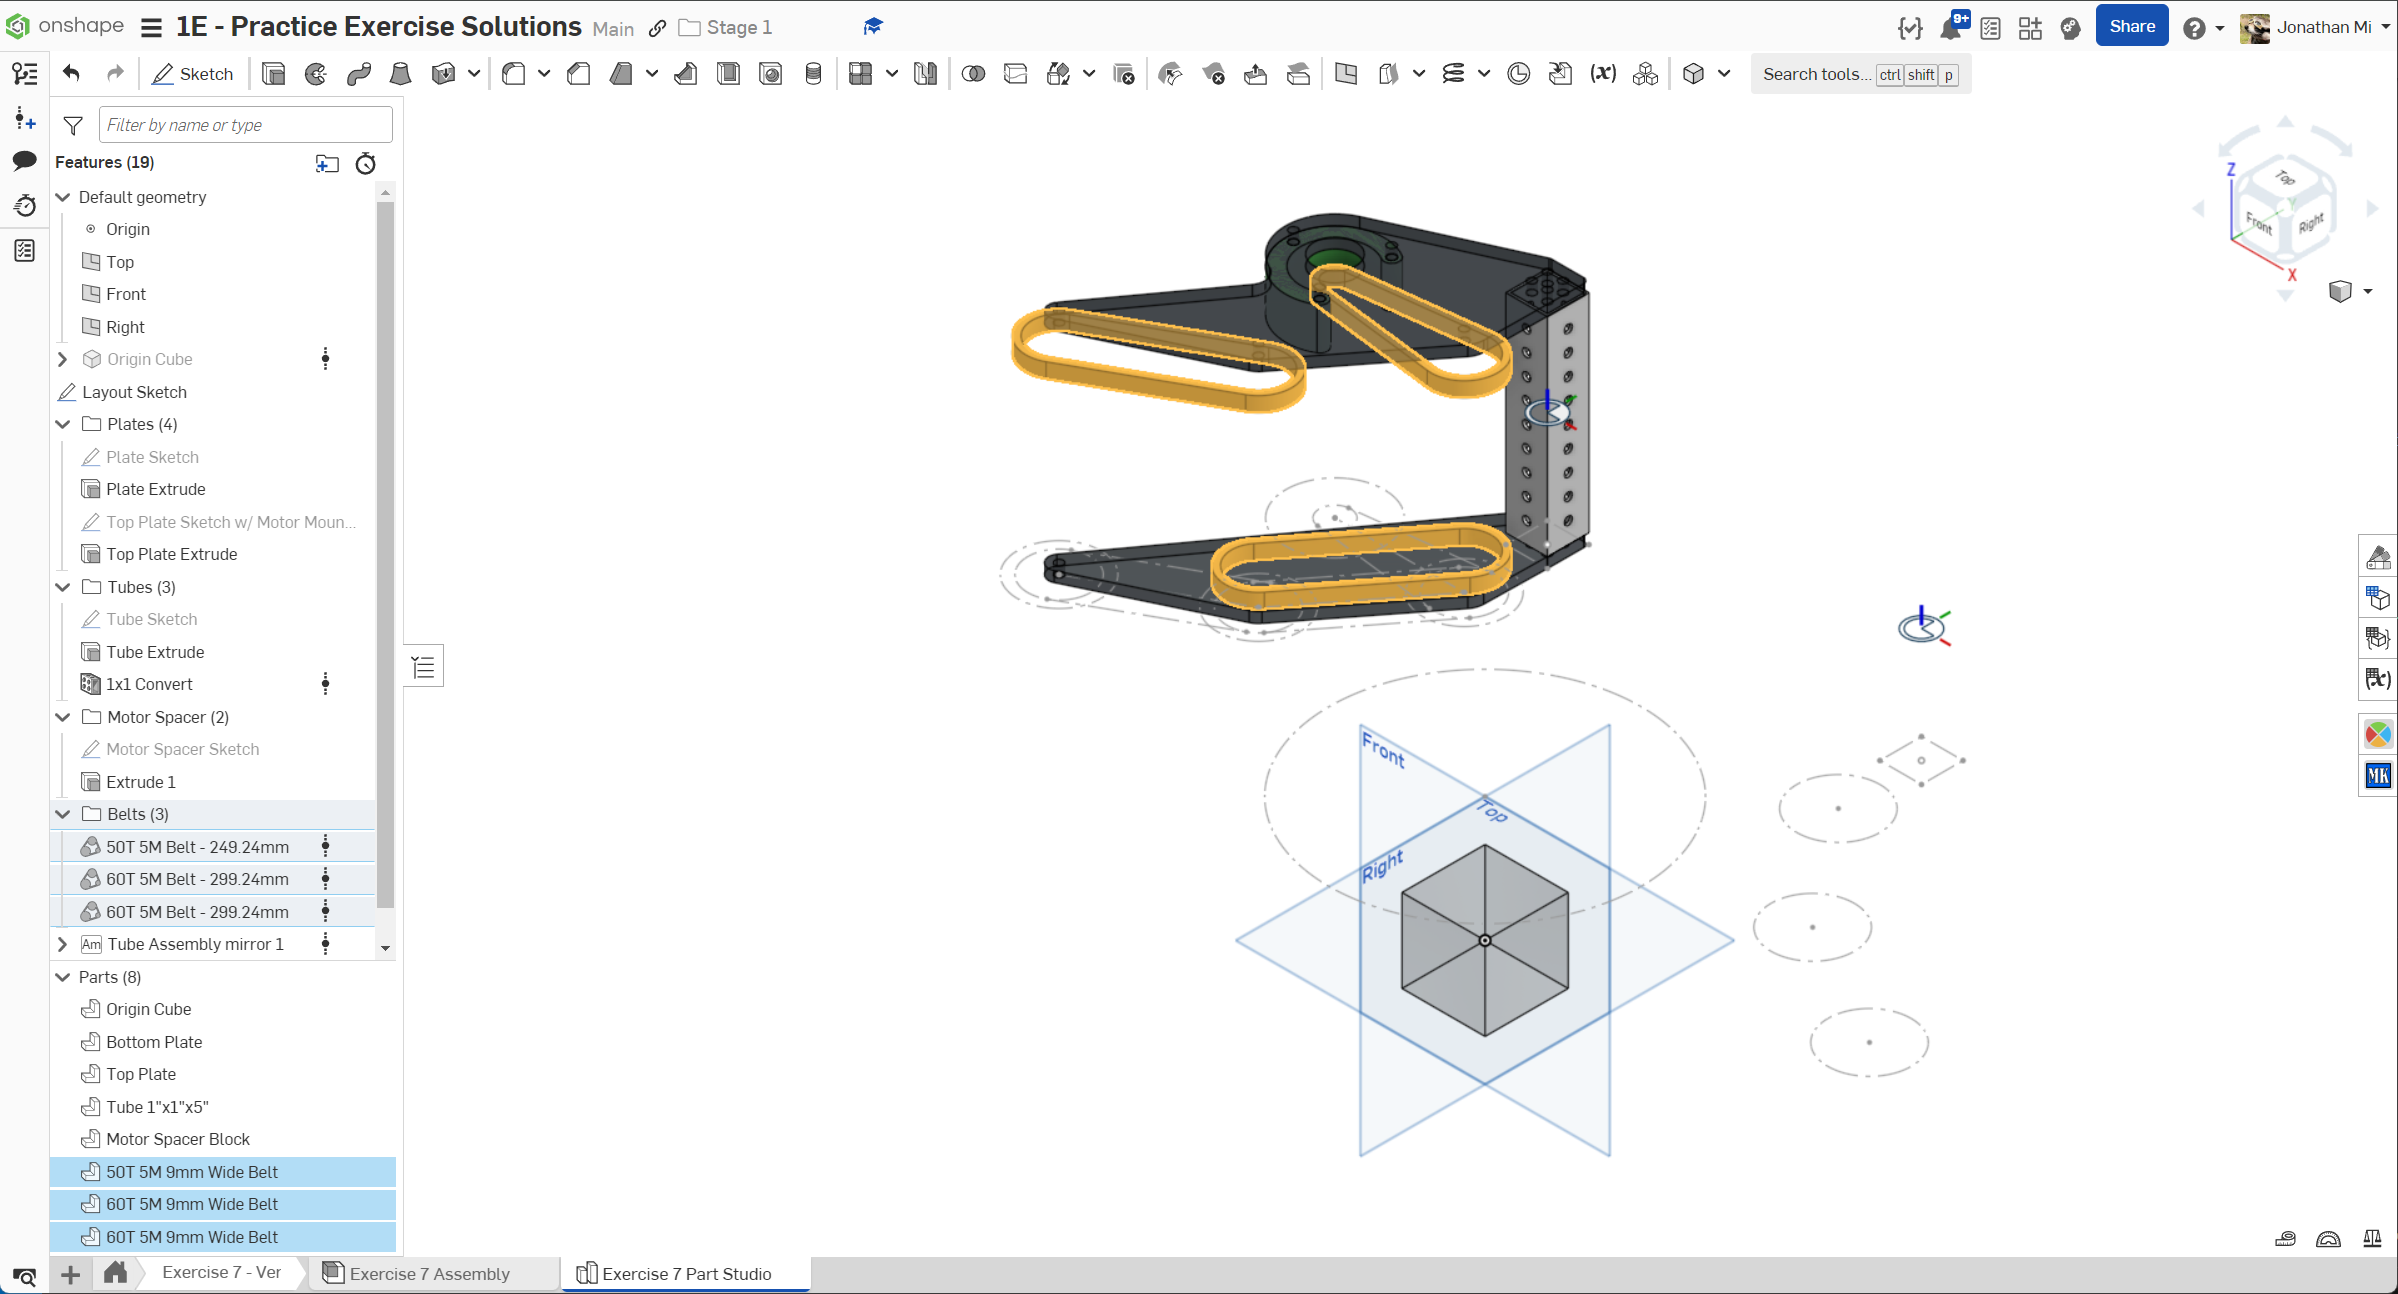 onshape
1E - Practice Exercise Solutions Main Stage 1
9+
Share
Jonathan Mi
Sketch
Search tools... ctrl shift p
Filter by name or type
Features (19)
Default geometry
Origin
Top
Front
Right
Origin Cube
Layout Sketch
Plates (4)
Plate Sketch
Plate Extrude
Top Plate Sketch w/ Motor Moun...
Top Plate Extrude
Tubes (3)
Tube Sketch
Tube Extrude
1x1 Convert
Motor Spacer (2)
Motor Spacer Sketch
Extrude 1
Belts (3)
50T 5M Belt - 249.24mm
60T 5M Belt - 299.24mm
60T 5M Belt - 299.24mm
Am Tube Assembly mirror 1
Parts (8)
Origin Cube
Bottom Plate
Top Plate
Tube 1"x1"x5"
Motor Spacer Block
50T 5M 9mm Wide Belt
60T 5M 9mm Wide Belt
60T 5M 9mm Wide Belt
Front
Top
Right
Z
Top
Front
Right
X
MK
Exercise 7 - Ver
Exercise 7 Assembly
Exercise 7 Part Studio